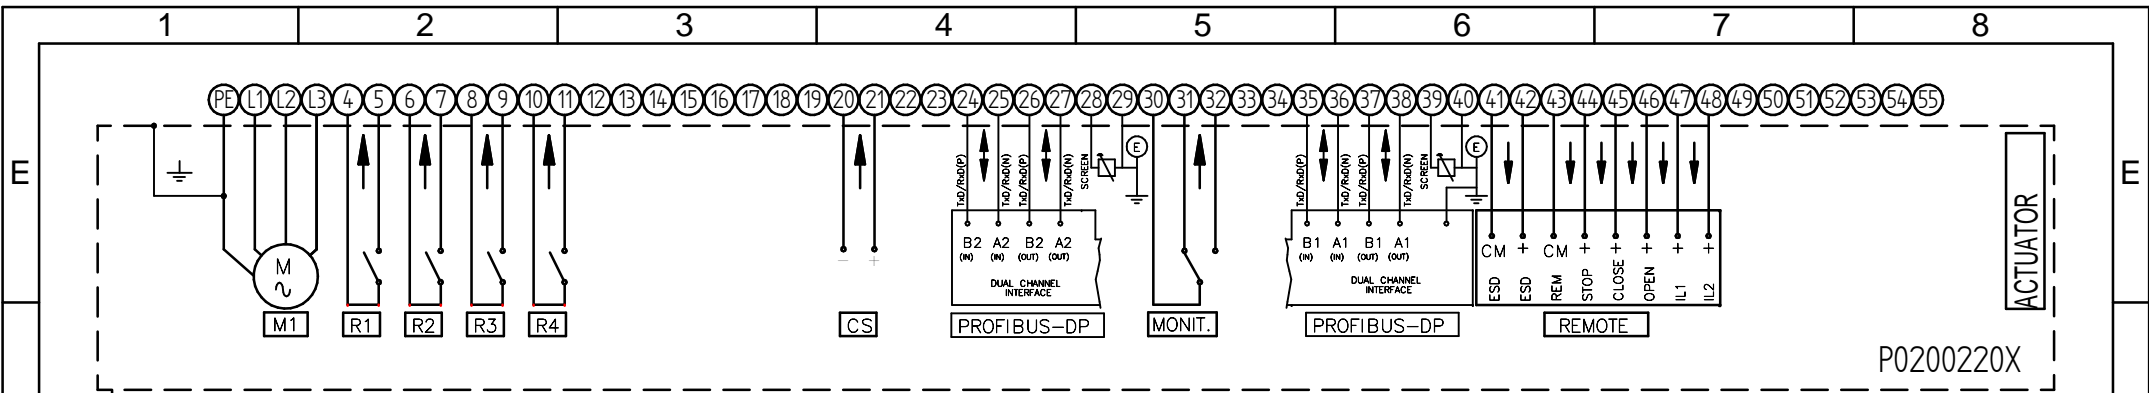 1 2 3 4 5 6 7 8
PE L1 L2 L3 4 5 6 7 8 9 10 11 12 13 14 15 16 17 18 19 20 21 22 23 24 25 26 27 28 29 30 31 32 33 34 35 36 37 38 39 40 41 42 43 44 45 46 47 48 49 50 51 52 53 54 55
E E
TxD/RxD(P) TxD/RxD(N) TxD/RxD(P) TxD/RxD(N) SCREEN E
TxD/RxD(P) TxD/RxD(N) TxD/RxD(P) TxD/RxD(N) SCREEN E
M
∿
− +
B2 A2 B2 A2
(IN) (IN) (OUT) (OUT)
DUAL CHANNEL
INTERFACE
B1 A1 B1 A1
(IN) (IN) (OUT) (OUT)
DUAL CHANNEL
INTERFACE
CM + CM + + + + +
ESD ESD REM STOP CLOSE OPEN IL1 IL2
ACTUATOR
M1 R1 R2 R3 R4 CS PROFIBUS-DP MONIT. PROFIBUS-DP REMOTE
P0200220X